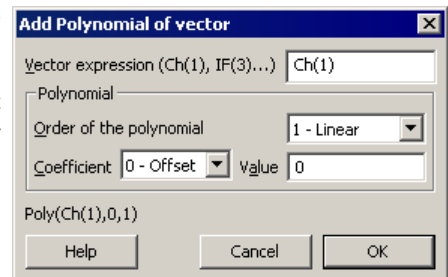 Add Polynomial of vector
Vector expression (Ch(1), IF(3)...) Ch(1)
Polynomial
Order of the polynomial 1 - Linear
Coefficient 0 - Offset Value 0
Poly(Ch(1),0,1)
Help Cancel OK